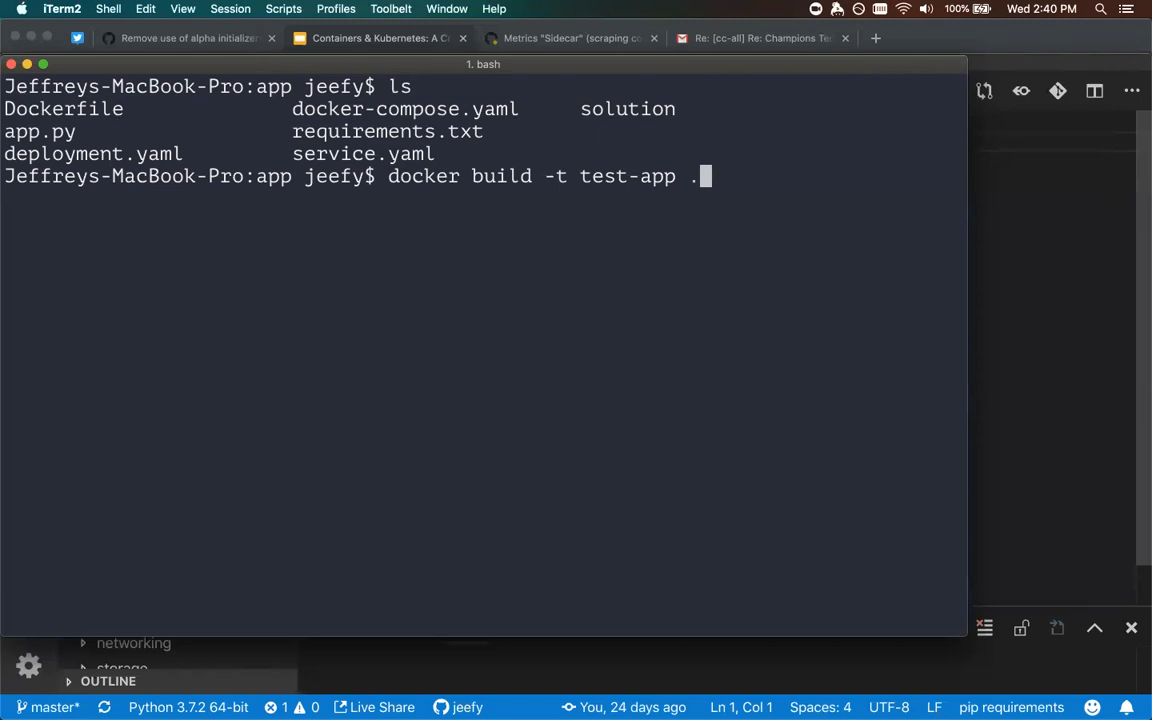 iTerm2 Shell Edit View Session Scripts Profiles Toolbelt Window Help 100% Wed 2:40 PM
Remove use of alpha initializer Containers & Kubernetes: A C Metrics "Sidecar" (scraping co Re: [cc-all] Re: Champions Te
1. bash
Jeffreys-MacBook-Pro:app jeefy$ ls
Dockerfile docker-compose.yaml solution
app.py requirements.txt
deployment.yaml service.yaml
Jeffreys-MacBook-Pro:app jeefy$ docker build -t test-app .
networking
storage
OUTLINE
master* Python 3.7.2 64-bit 1 0 Live Share jeefy You, 24 days ago Ln 1, Col 1 Spaces: 4 UTF-8 LF pip requirements